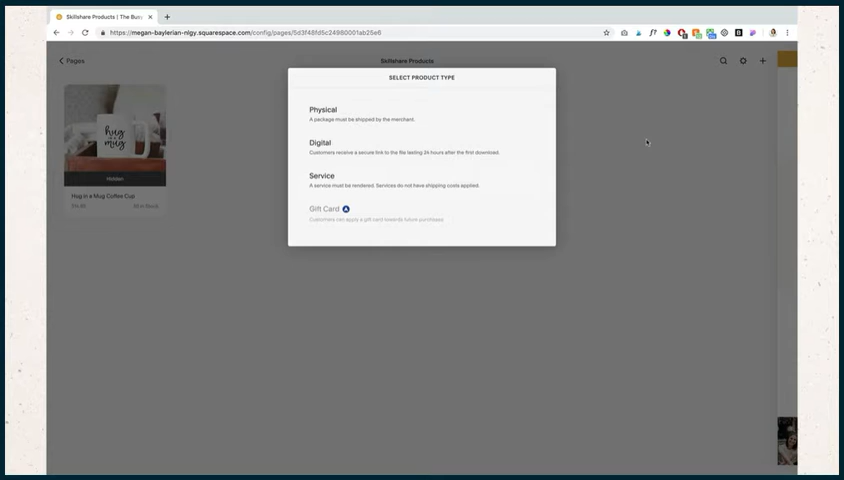 Skillshare Products | The Busy
https://megan-baylerian-nlgy.squarespace.com/config/pages/5d3f48fd5c24980001ab25e6
Pages
Skillshare Products
SELECT PRODUCT TYPE
Physical
A package must be shipped by the merchant.
Digital
Customers receive a secure link to the file lasting 24 hours after the first download.
Service
A service must be rendered. Services do not have shipping costs applied.
Gift Card
Customers can apply a gift card towards future purchase.
hug
mug
Hidden
Hug in a Mug Coffee Cup
in Stock